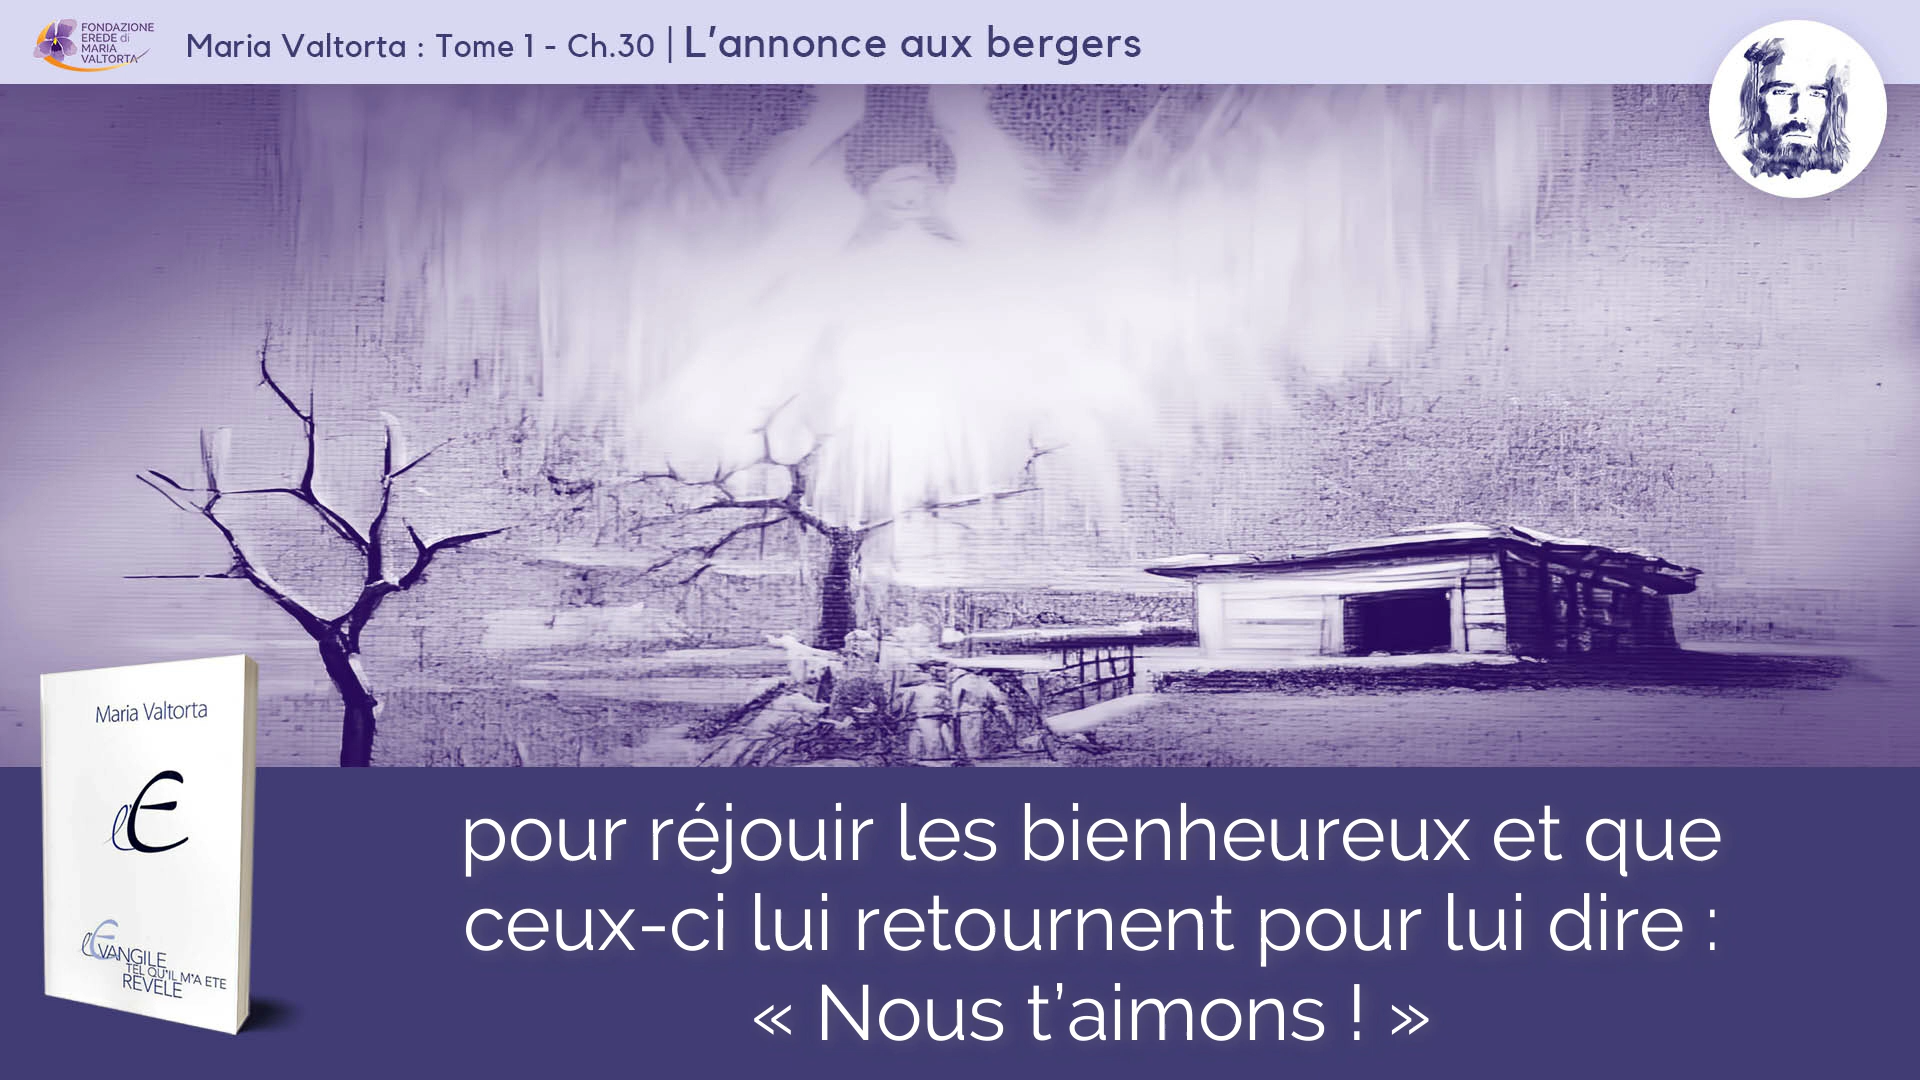 FONDAZIONE
EREDE di
MARIA
VALTORTA
Maria Valtorta : Tome 1 - Ch.30 | L’annonce aux bergers
Maria Valtorta
l'E
l'EVANGILE
TEL QU'IL M'A ETE
REVELE
pour réjouir les bienheureux et que
ceux-ci lui retournent pour lui dire :
« Nous t’aimons ! »